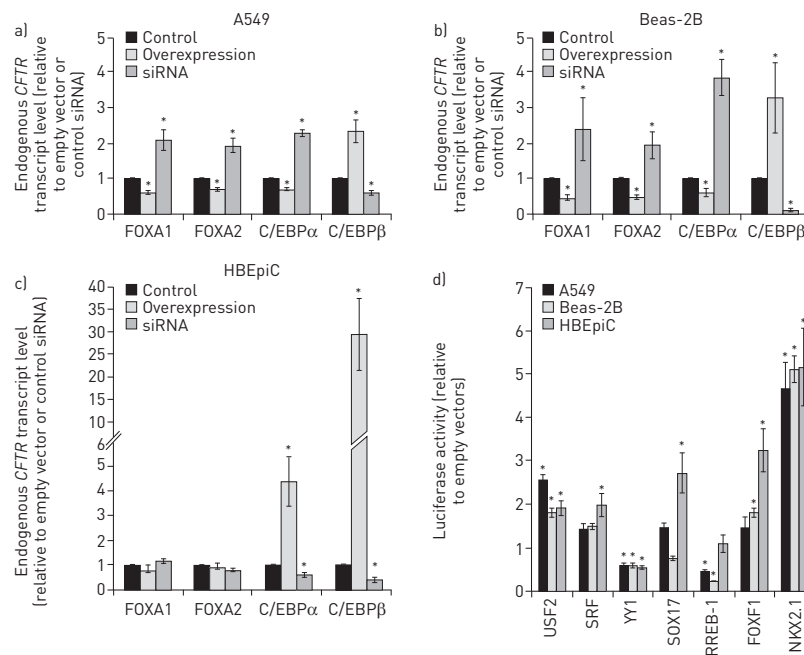 a)
A549
Endogenous CFTR
transcript level (relative
to empty vector or
control siRNA)
5
4
3
2
1
0
Control
Overexpression
siRNA
* * * * * * * *
FOXA1 FOXA2 C/EBPα C/EBPβ
b)
Beas-2B
Endogenous CFTR
transcript level (relative
to empty vector or
control siRNA)
5
4
3
2
1
0
Control
Overexpression
siRNA
* * * * * * * *
FOXA1 FOXA2 C/EBPα C/EBPβ
c)
HBEpiC
Endogenous CFTR transcript level
(relative to empty vector or control siRNA)
40
35
30
25
20
15
10
6
5
4
3
2
1
0
Control
Overexpression
siRNA
* * * *
FOXA1 FOXA2 C/EBPα C/EBPβ
d)
Luciferase activity (relative
to empty vectors)
7
6
5
4
3
2
1
0
A549
Beas-2B
HBEpiC
* * * * * * * * * * * * * * * *
USF2
SRF
YY1
SOX17
RREB-1
FOXF1
NKX2.1